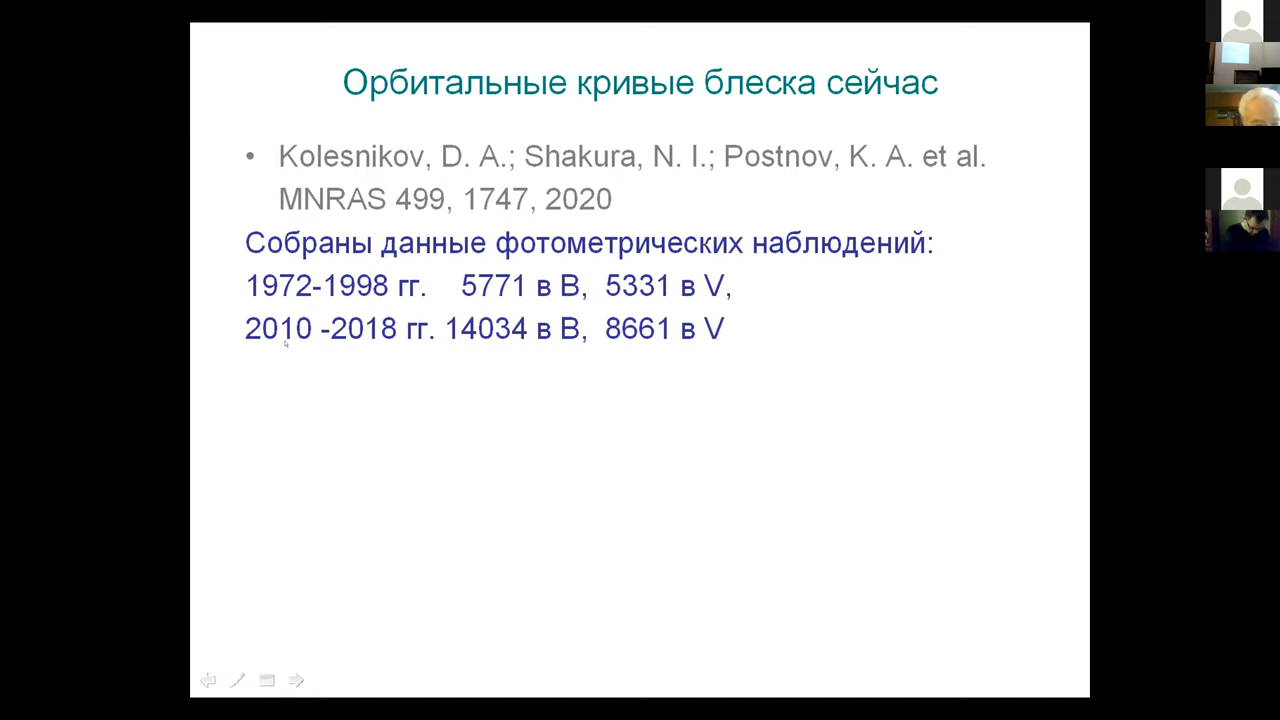 Орбитальные кривые блеска сейчас
• Kolesnikov, D. A.; Shakura, N. I.; Postnov, K. A. et al.
MNRAS 499, 1747, 2020
Собраны данные фотометрических наблюдений:
1972-1998 гг. 5771 в B, 5331 в V,
2010 -2018 гг. 14034 в B, 8661 в V